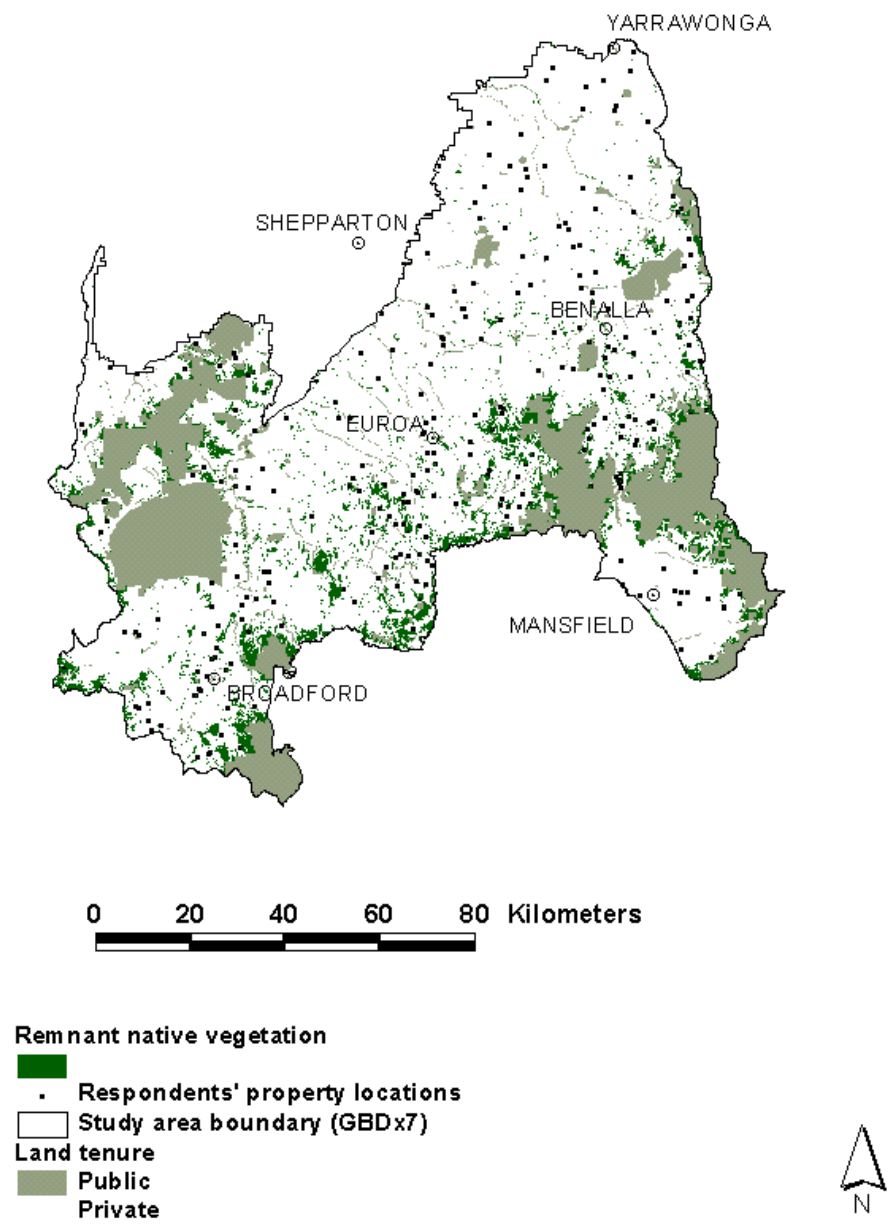 YARRAWONGA
SHEPPARTON
BENALLA
EUROA
MANSFIELD
BROADFORD
0 20 40 60 80 Kilometers
Remnant native vegetation
Respondents' property locations
Study area boundary (GBDx7)
Land tenure
Public
Private
N